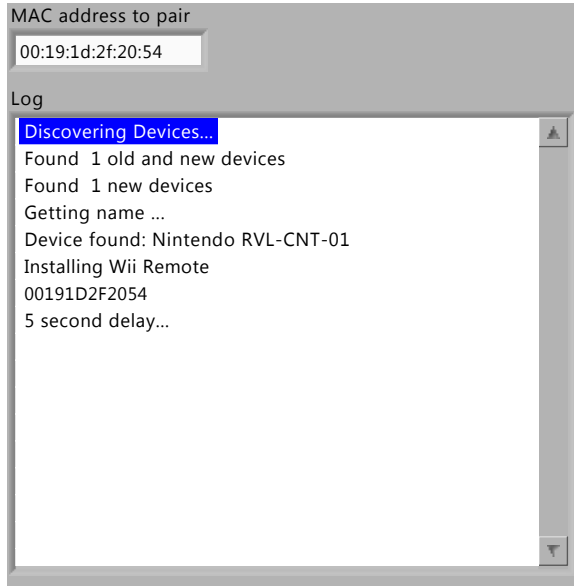 MAC address to pair
00:19:1d:2f:20:54
Log
Discovering Devices...
Found  1 old and new devices
Found  1 new devices
Getting name ...
Device found: Nintendo RVL-CNT-01
Installing Wii Remote
00191D2F2054
5 second delay...